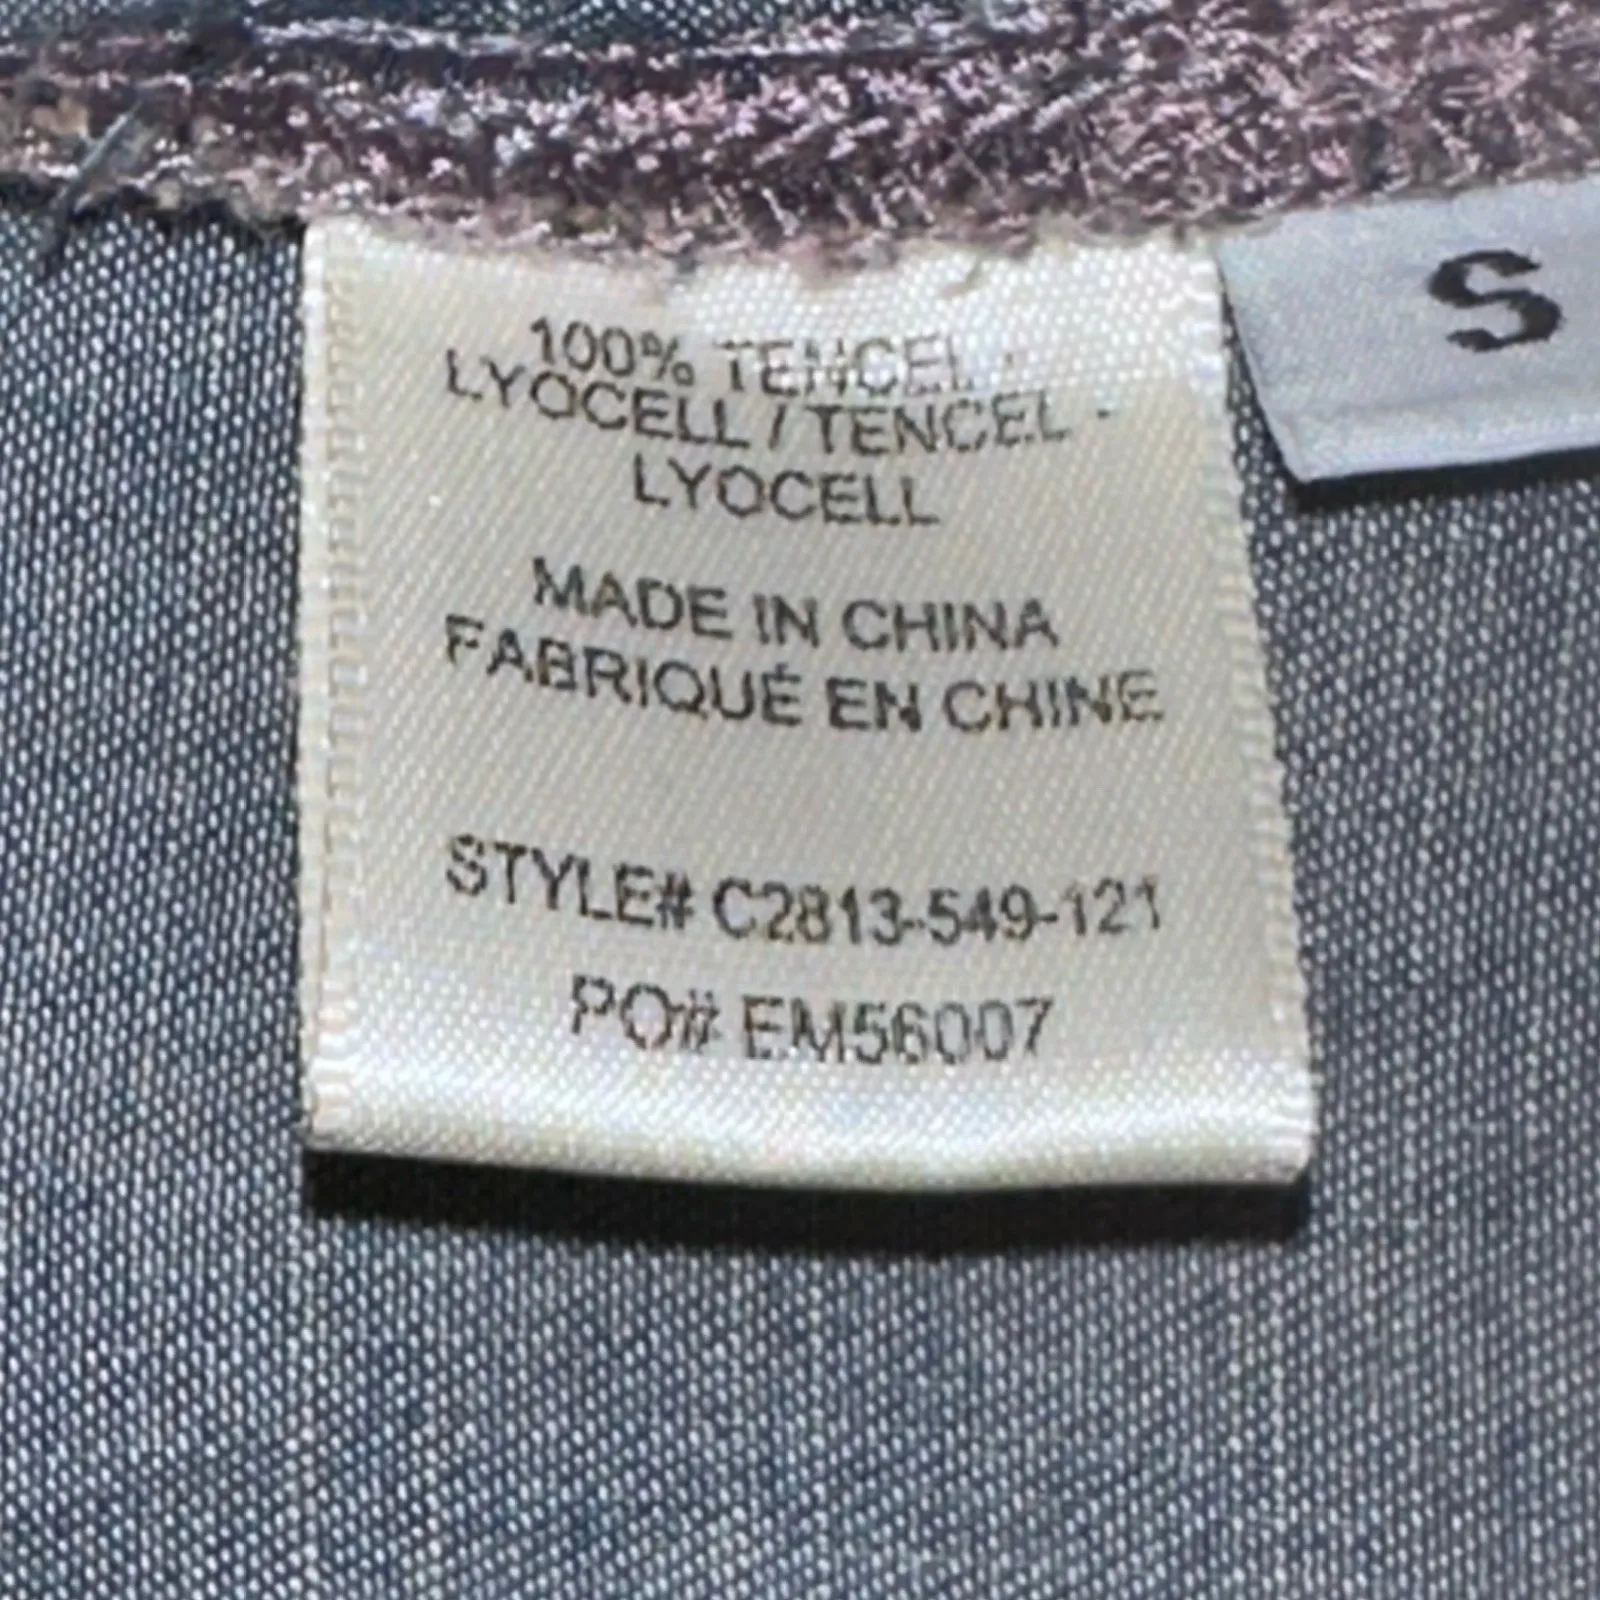 100% TENCEL -
LYOCELL / TENCEL -
LYOCELL
MADE IN CHINA
FABRIQUÉ EN CHINE
STYLE# C2813-549-121
PO# EM56007
S